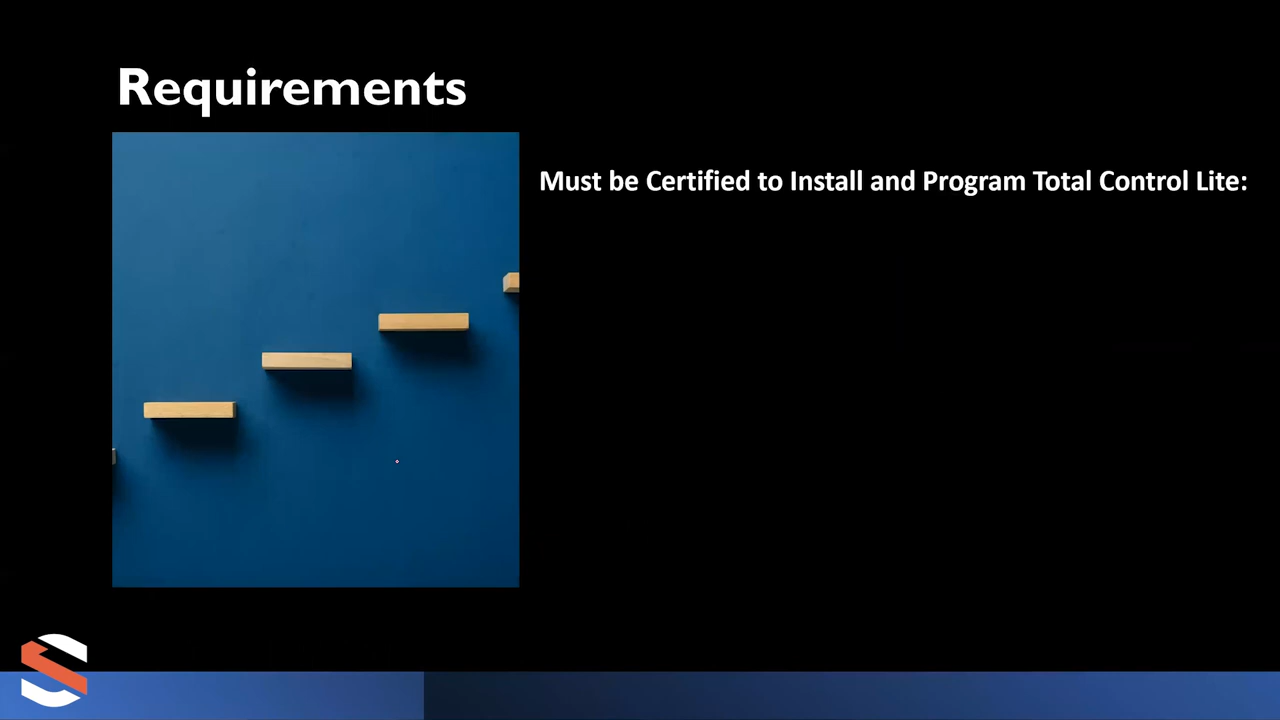 Requirements
Must be Certified to Install and Program Total Control Lite: